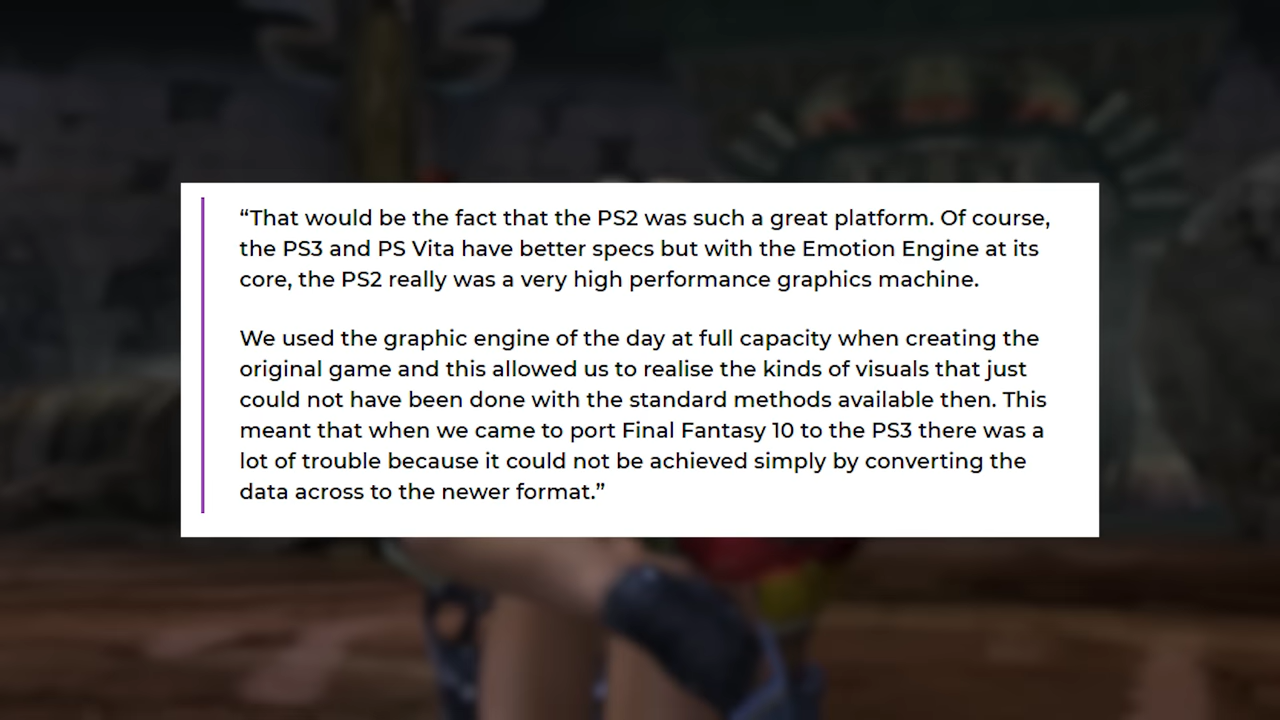 “That would be the fact that the PS2 was such a great platform. Of course,
the PS3 and PS Vita have better specs but with the Emotion Engine at its
core, the PS2 really was a very high performance graphics machine.
We used the graphic engine of the day at full capacity when creating the
original game and this allowed us to realise the kinds of visuals that just
could not have been done with the standard methods available then. This
meant that when we came to port Final Fantasy 10 to the PS3 there was a
lot of trouble because it could not be achieved simply by converting the
data across to the newer format.”